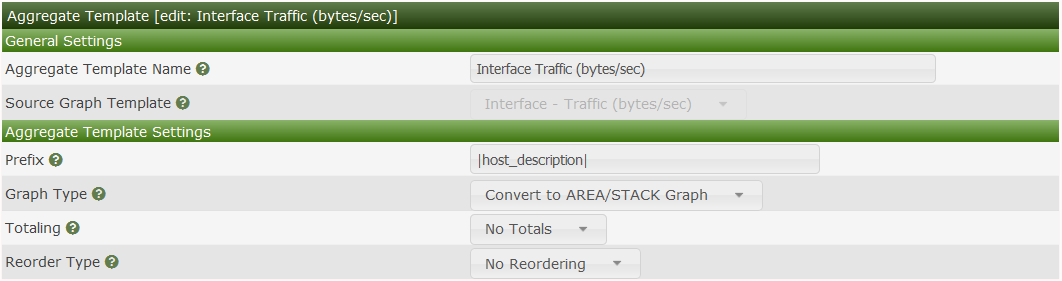 Aggregate Template [edit: Interface Traffic (bytes/sec)]
General Settings
Aggregate Template Name ? Interface Traffic (bytes/sec)
Source Graph Template ? Interface - Traffic (bytes/sec)
Aggregate Template Settings
Prefix ? |host_description|
Graph Type ? Convert to AREA/STACK Graph
Totaling ? No Totals
Reorder Type ? No Reordering